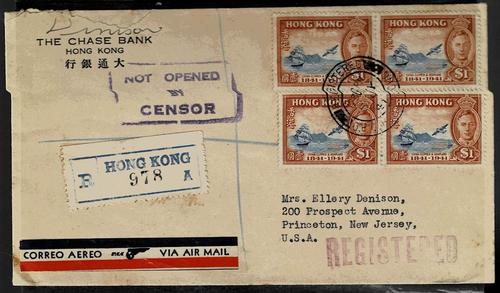 Denison
THE CHASE BANK
HONG KONG
行銀通大
NOT OPENED
BY
CENSOR
HONG KONG
R 978 A
HONG KONG
1841-1941
$1
HONG KONG
1841-1941
$1
HONG KONG
1841-1941
$1
HONG KONG
1841-1941
$1
Mrs. Ellery Denison,
200 Prospect Avenue,
Princeton, New Jersey,
U.S.A.
REGISTERED
CORREO AEREO VIA AIR MAIL